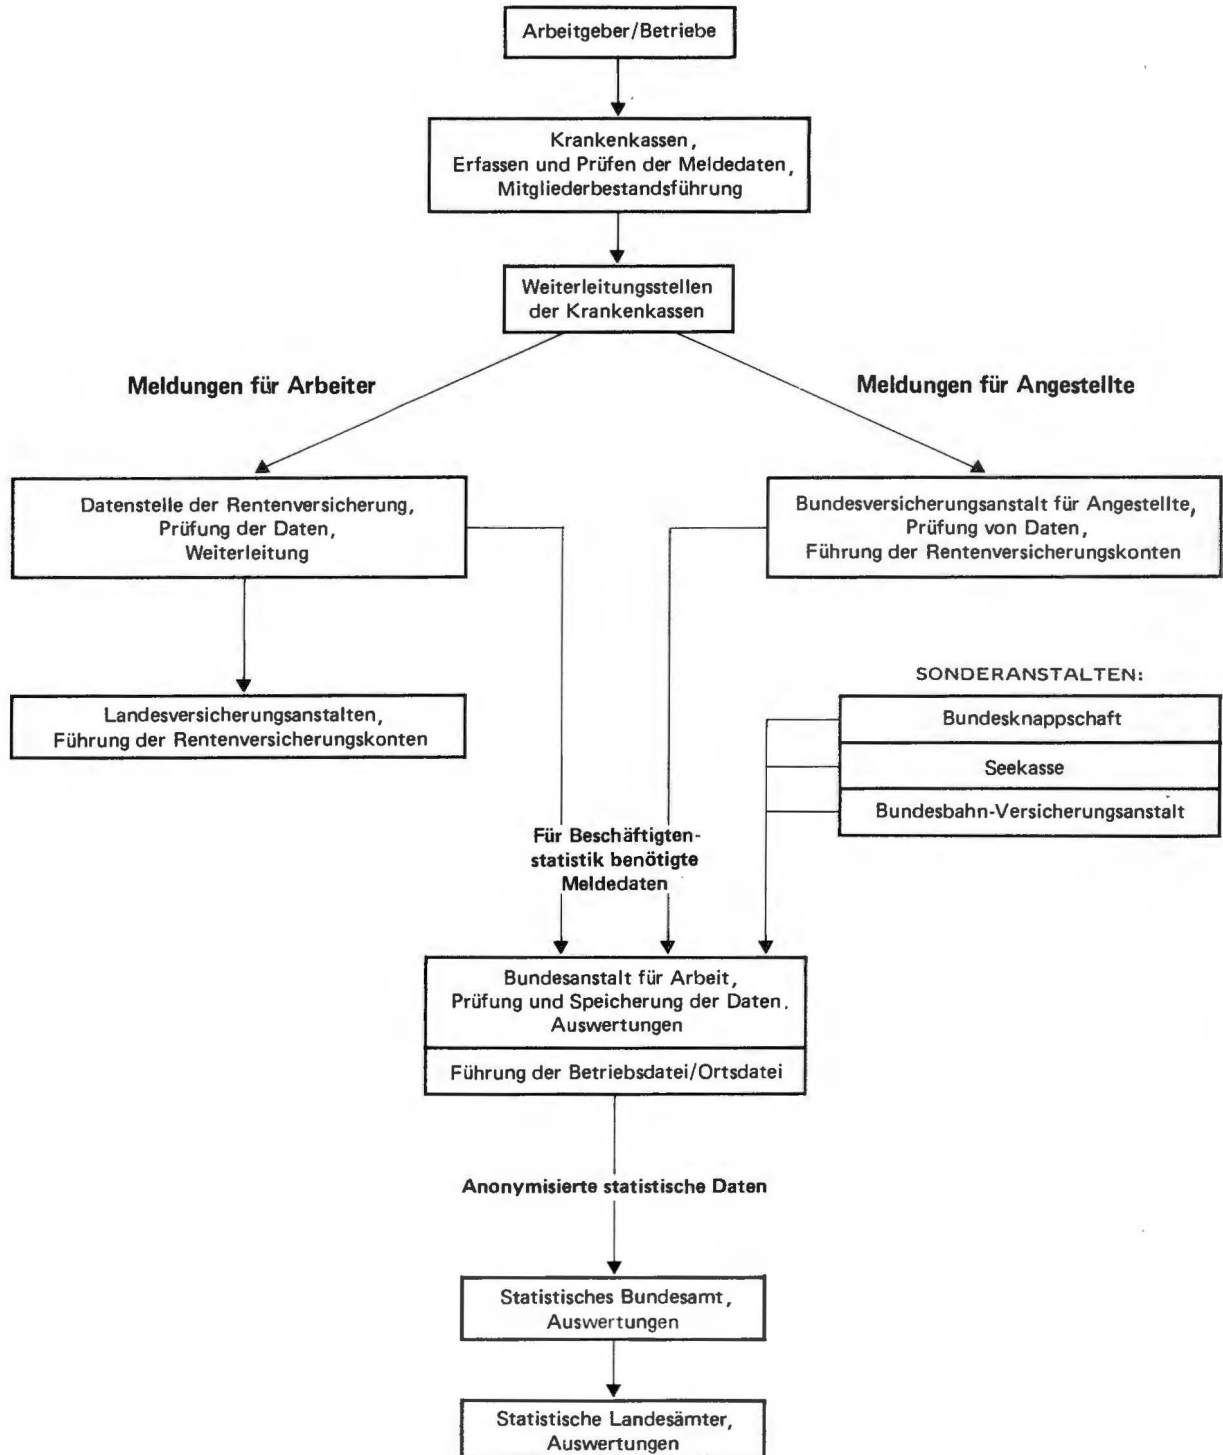 Arbeitgeber/Betriebe
Krankenkassen,
Erfassen und Prüfen der Meldedaten,
Mitgliederbestandsführung
Weiterleitungsstellen
der Krankenkassen
Meldungen für Arbeiter
Meldungen für Angestellte
Datenstelle der Rentenversicherung,
Prüfung der Daten,
Weiterleitung
Bundesversicherungsanstalt für Angestellte,
Prüfung von Daten,
Führung der Rentenversicherungskonten
Landesversicherungsanstalten,
Führung der Rentenversicherungskonten
SONDERANSTALTEN:
Bundesknappschaft
Seekasse
Bundesbahn-Versicherungsanstalt
Für Beschäftigten-
statistik benötigte
Meldedaten
Bundesanstalt für Arbeit,
Prüfung und Speicherung der Daten.
Auswertungen
Führung der Betriebsdatei/Ortsdatei
Anonymisierte statistische Daten
Statistisches Bundesamt,
Auswertungen
Statistische Landesämter,
Auswertungen